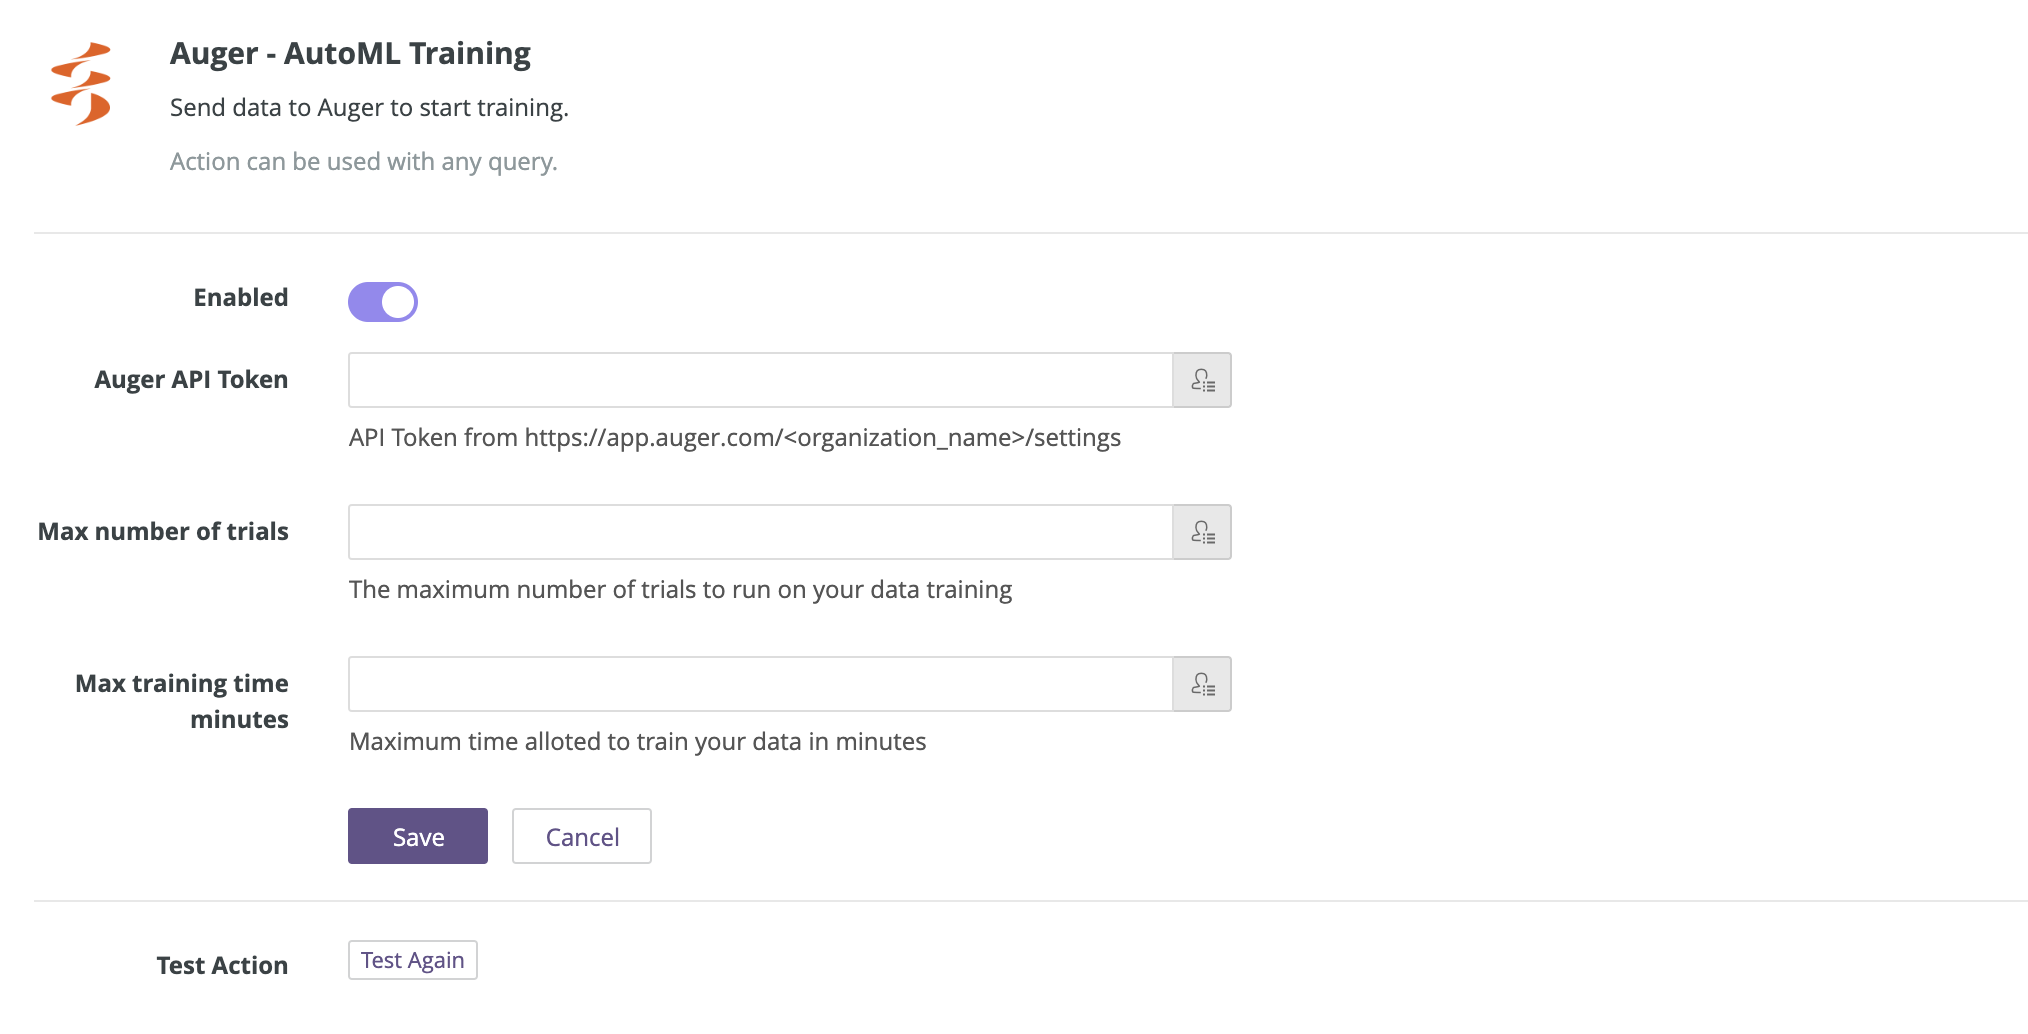 Auger - AutoML Training
Send data to Auger to start training.
Action can be used with any query.
Enabled
Auger API Token
API Token from https://app.auger.com/<organization_name>/settings
Max number of trials
The maximum number of trials to run on your data training
Max training time
minutes
Maximum time alloted to train your data in minutes
Save
Cancel
Test Action
Test Again